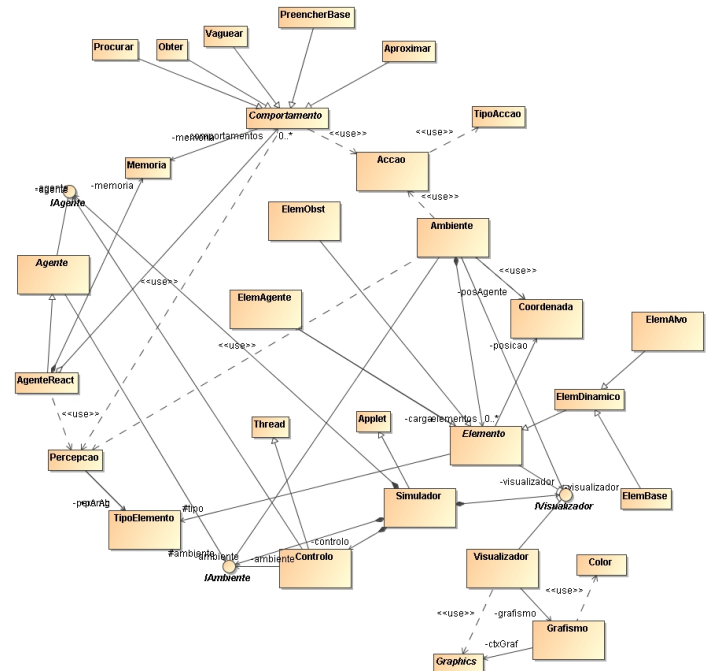 PreencherBase
Vaguear
Procurar
Obter
Aproximar
Comportamento
TipoAccao
-memoria
-comportamentos
0..*
<<use>>
<<use>>
Memoria
Accao
-memoria
-agente
IAgente
<<use>>
ElemObst
Ambiente
Agente
<<use>>
<<use>>
ElemAgente
-posAgente
Coordenada
ElemAlvo
<<use>>
-posicao
AgenteReact
ElemDinamico
<<use>>
Thread
Applet
-carga
-elementos
0..*
Elemento
Percepcao
-visualizador
-visualizador
Simulador
ElemBase
IVisualizador
#tipo
TipoElemento
-controlo
#ambiente
-ambiente
-ambiente
Controlo
IAmbiente
Visualizador
Color
<<use>>
<<use>>
-grafismo
Grafismo
-ctxGraf
Graphics